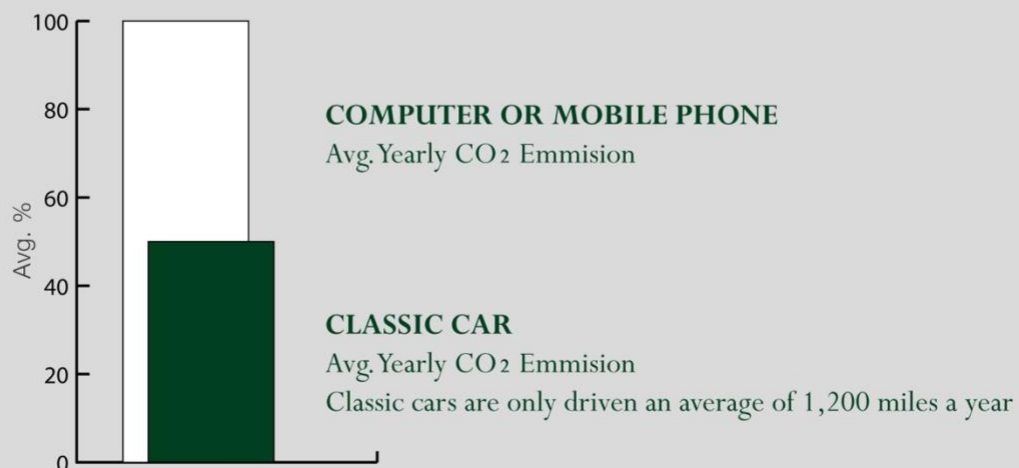 100
80
60
40
20
0
Avg. %
COMPUTER OR MOBILE PHONE
Avg. Yearly CO2 Emmision
CLASSIC CAR
Avg. Yearly CO2 Emmision
Classic cars are only driven an average of 1,200 miles a year